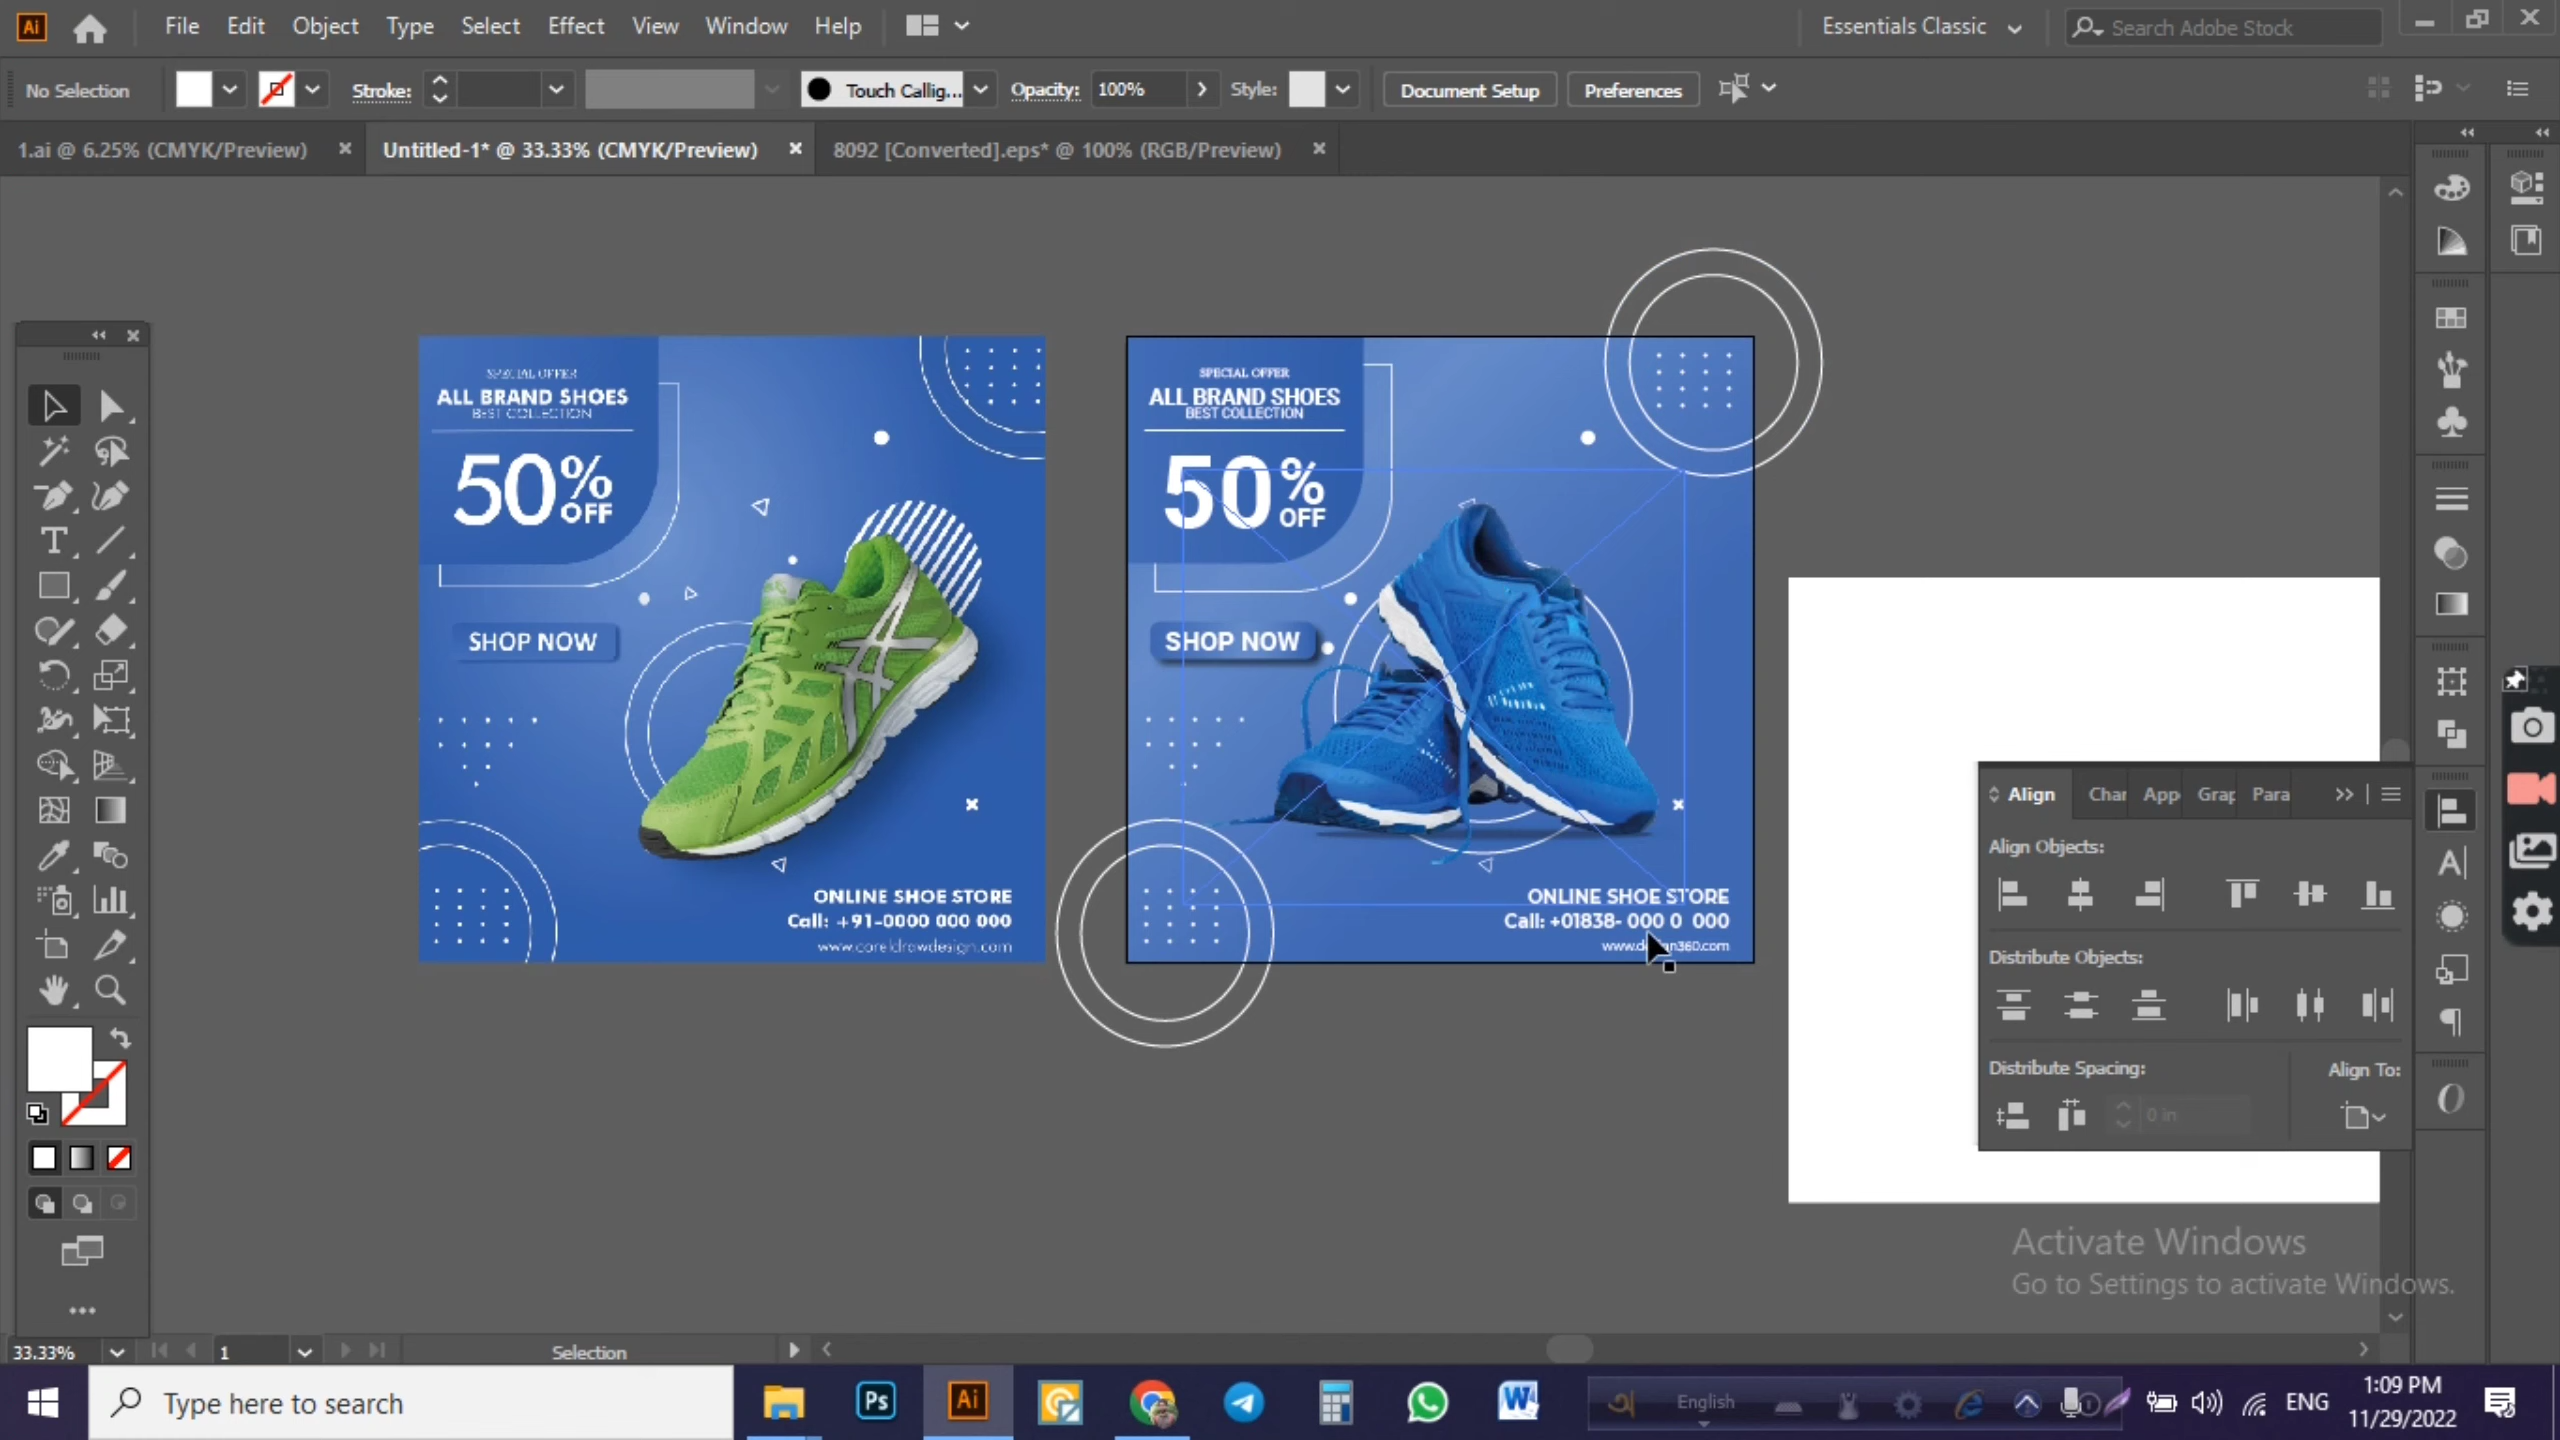 Ai File Edit Object Type Select Effect View Window Help Essentials Classic Search Adobe Stock
No Selection Stroke: Touch Callig... Opacity: 100% Style: Document Setup Preferences
1.ai @ 6.25% (CMYK/Preview) Untitled-1* @ 33.33% (CMYK/Preview) 8092 [Converted].eps* @ 100% (RGB/Preview)
SPECIAL OFFER
ALL BRAND SHOES
BEST COLLECTION
50%
OFF
SHOP NOW
ONLINE SHOE STORE
Call: +91-0000 000 000
www.coreldrawdesign.com
SPECIAL OFFER
ALL BRAND SHOES
BEST COLLECTION
50%
OFF
SHOP NOW
ONLINE SHOE STORE
Call: +01838- 000 0 000
Align Char App Grap Para
Align Objects:
Distribute Objects:
Distribute Spacing: Align To:
0 in
Activate Windows
Go to Settings to activate Windows.
33.33% 1 Selection
Type here to search Ps Ai English ENG 1:09 PM
11/29/2022